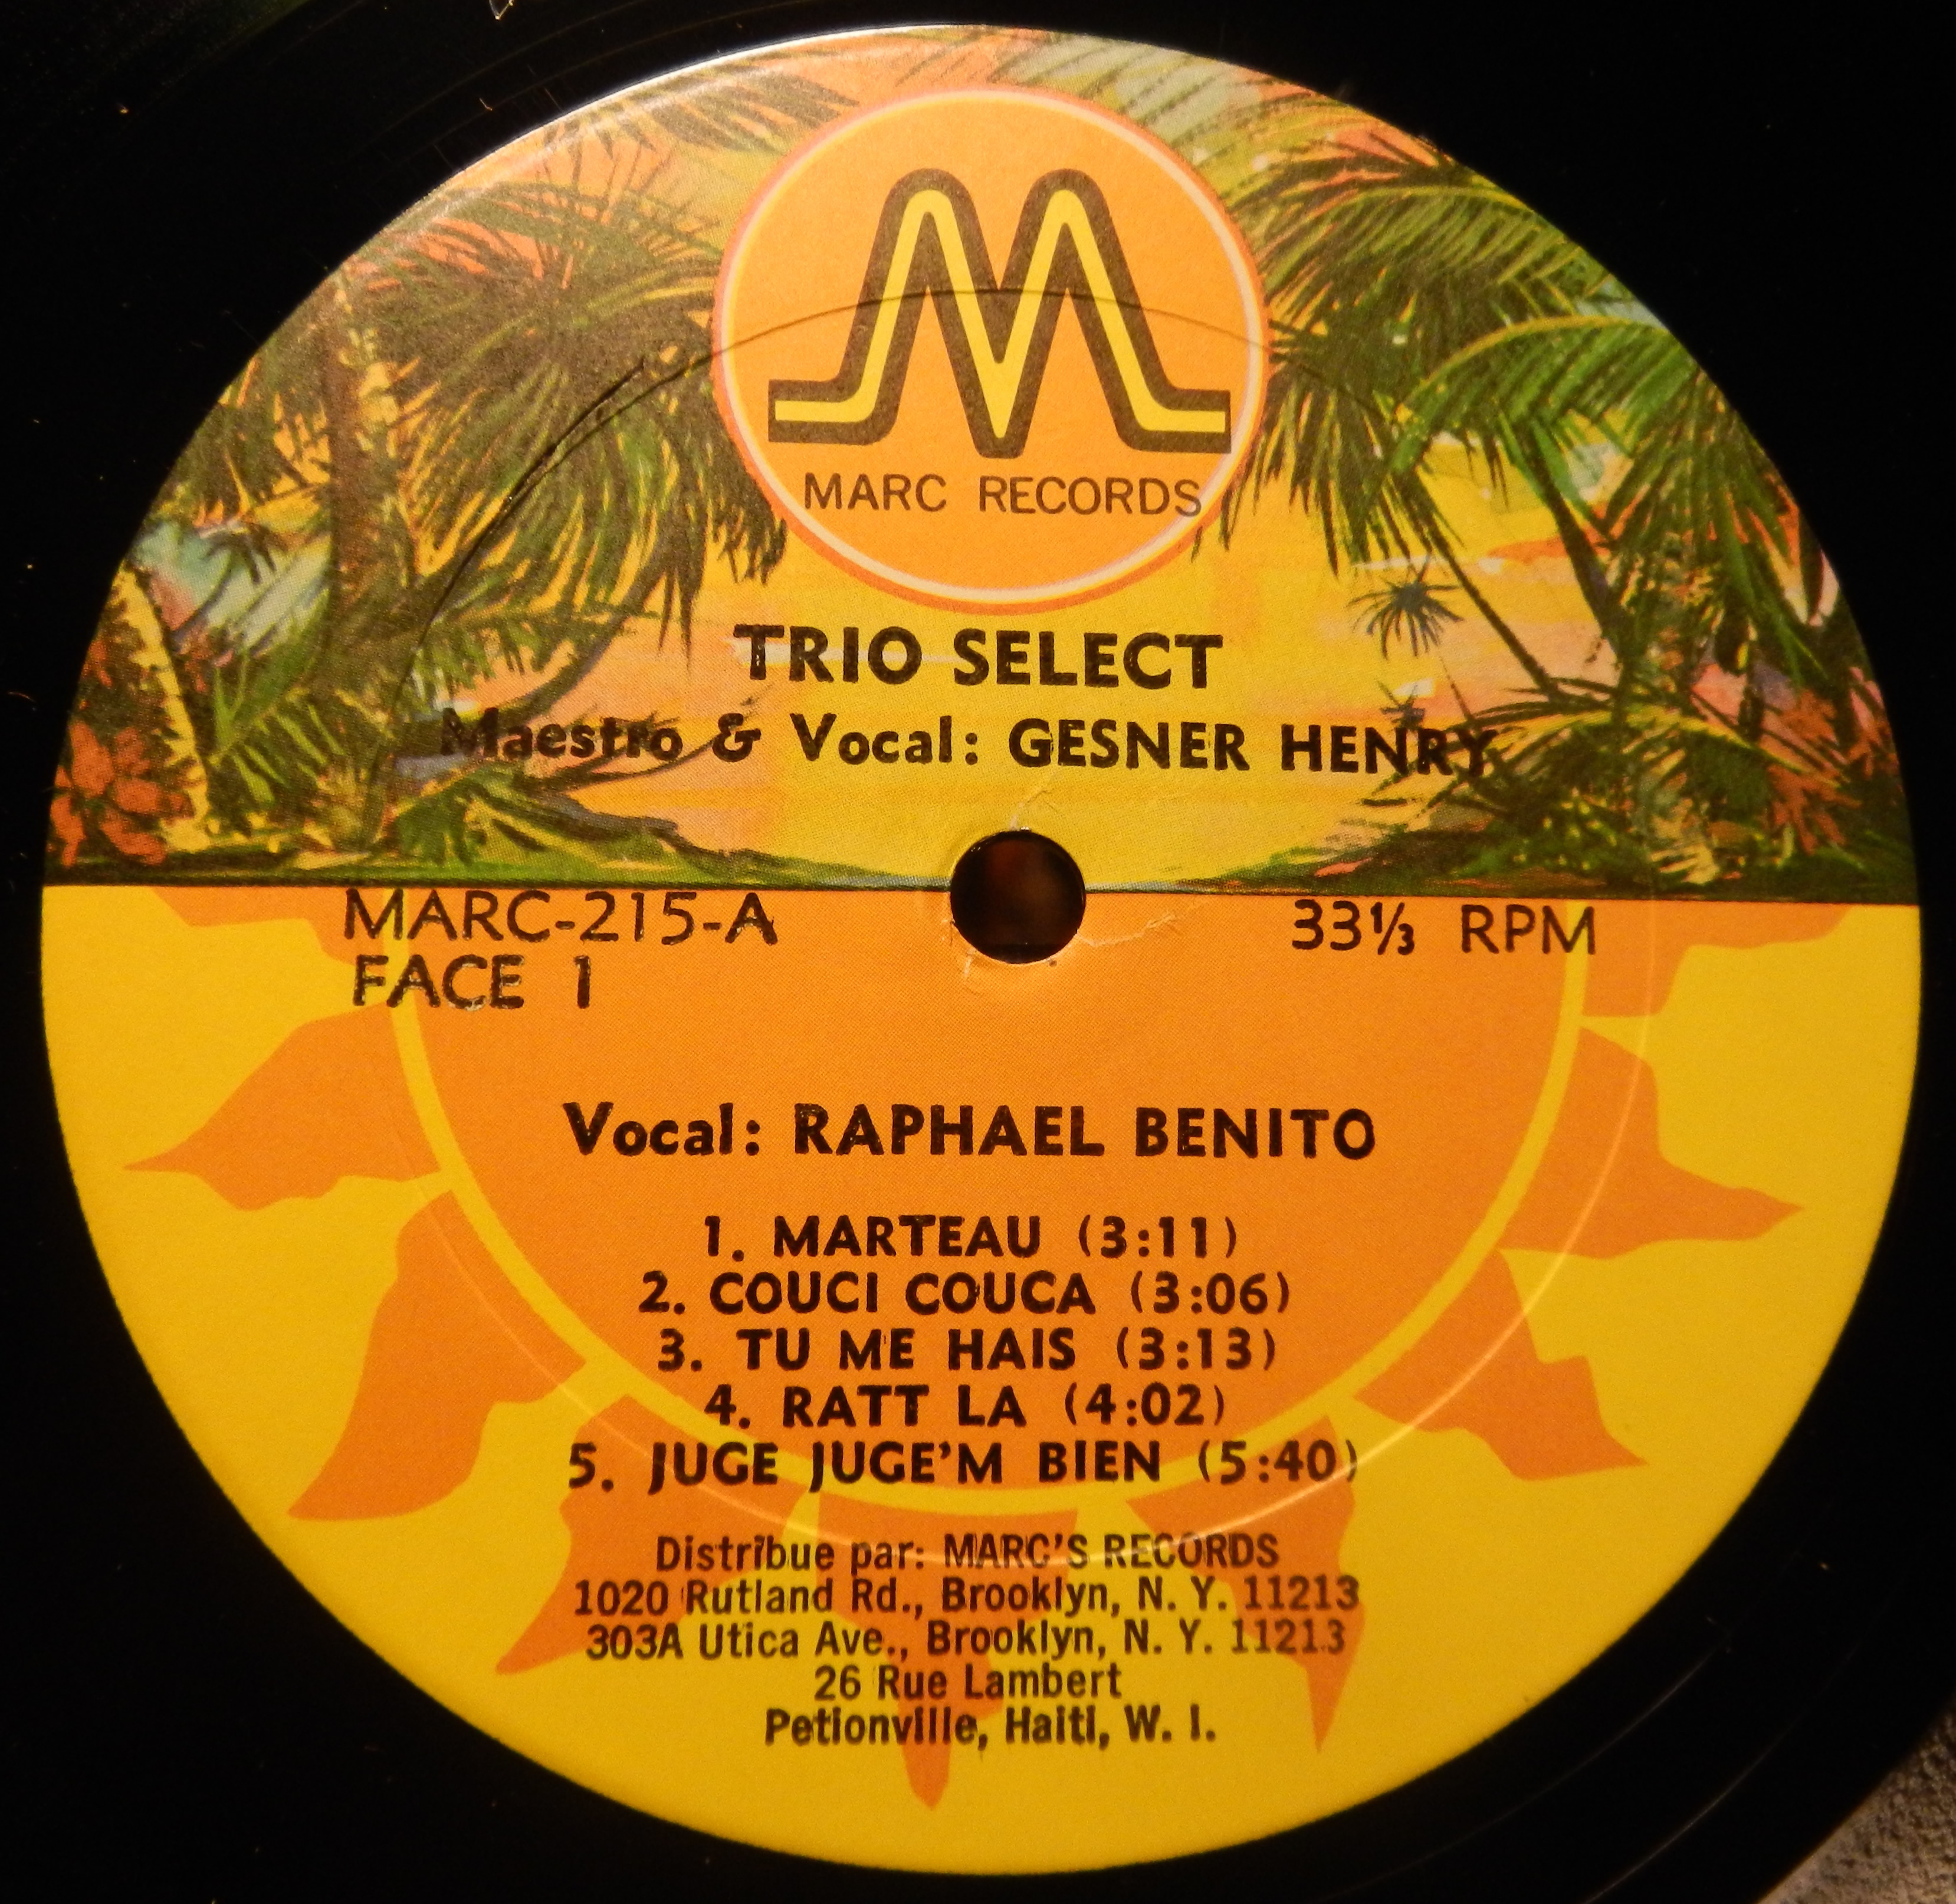 MARC RECORDS
TRIO SELECT
Maestro & Vocal: GESNER HENRY
MARC-215-A 33⅓ RPM
FACE 1
Vocal: RAPHAEL BENITO
1. MARTEAU (3:11)
2. COUCI COUCA (3:06)
3. TU ME HAIS (3:13)
4. RATT LA (4:02)
5. JUGE JUGE'M BIEN (5:40)
Distribue par: MARC'S RECORDS
1020 Rutland Rd., Brooklyn, N. Y. 11213
303A Utica Ave., Brooklyn, N. Y. 11213
26 Rue Lambert
Petionville, Haiti, W. I.